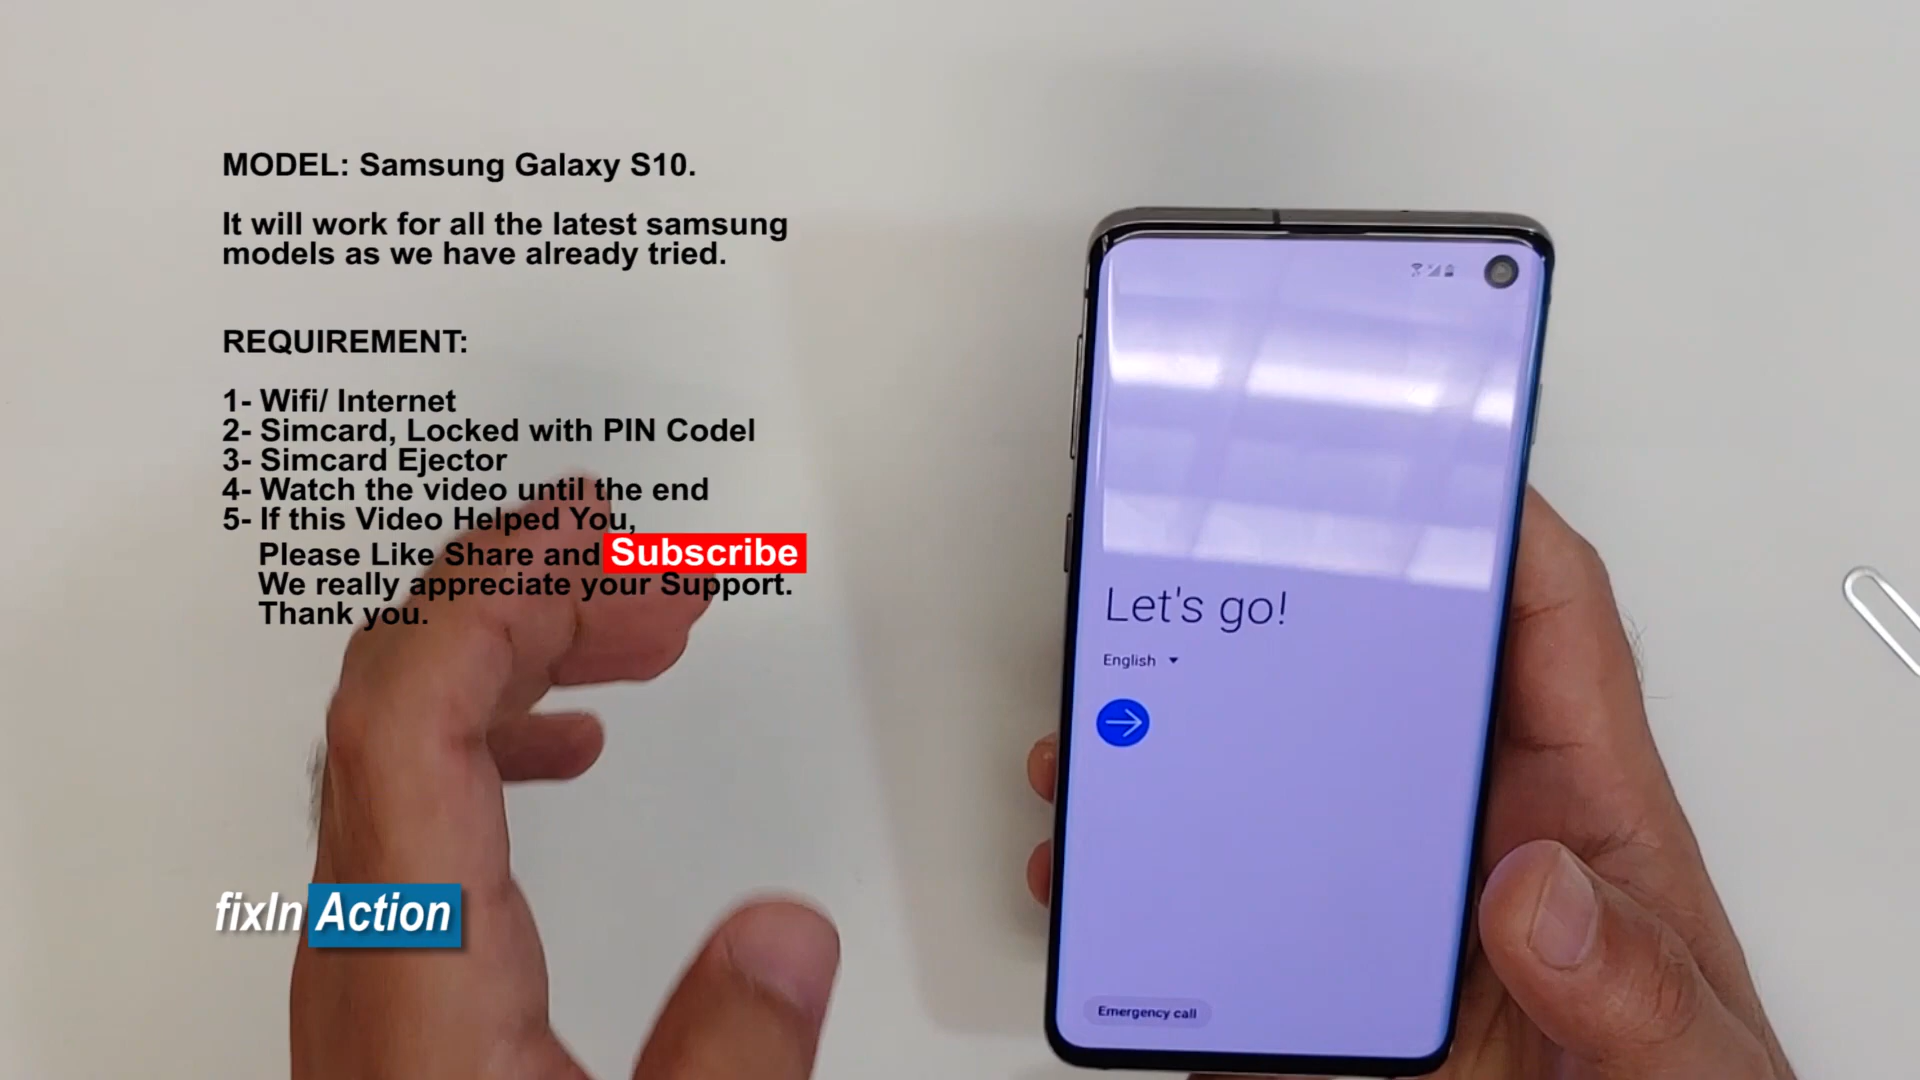 MODEL: Samsung Galaxy S10.
It will work for all the latest samsung
models as we have already tried.
REQUIREMENT:
1- Wifi/ Internet
2- Simcard, Locked with PIN Codel
3- Simcard Ejector
4- Watch the video until the end
5- If this Video Helped You,
Please Like Share and Subscribe
We really appreciate your Support.
Thank you.
Let's go!
English
Emergency call
fixIn Action